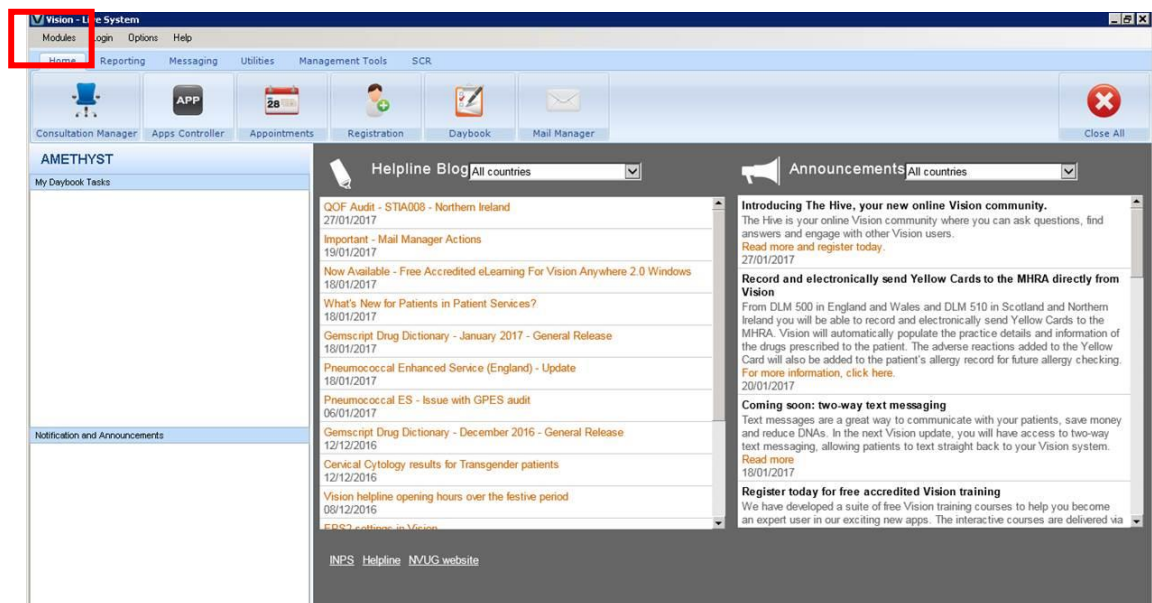 Vision - Live System
Modules Login Options Help
Home Reporting Messaging Utilities Management Tools SCR
APP
28
Consultation Manager Apps Controller Appointments Registration Daybook Mail Manager Close All
AMETHYST
My Daybook Tasks
Notification and Announcements
Helpline Blog All countries
QOF Audit - STIA008 - Northern Ireland
27/01/2017
Important - Mail Manager Actions
19/01/2017
Now Available - Free Accredited eLearning For Vision Anywhere 2.0 Windows
18/01/2017
What's New for Patients in Patient Services?
18/01/2017
Gemscript Drug Dictionary - January 2017 - General Release
18/01/2017
Pneumococcal Enhanced Service (England) - Update
18/01/2017
Pneumococcal ES - Issue with GPES audit
06/01/2017
Gemscript Drug Dictionary - December 2016 - General Release
12/12/2016
Cervical Cytology results for Transgender patients
12/12/2016
Vision helpline opening hours over the festive period
08/12/2016
EPS2 settings in Vision
INPS Helpline NVUG website
Announcements All countries
Introducing The Hive, your new online Vision community.
The Hive is your online Vision community where you can ask questions, find
answers and engage with other Vision users.
Read more and register today.
27/01/2017
Record and electronically send Yellow Cards to the MHRA directly from
Vision
From DLM 500 in England and Wales and DLM 510 in Scotland and Northern
Ireland you will be able to record and electronically send Yellow Cards to the
MHRA. Vision will automatically populate the practice details and information of
the drugs prescribed to the patient. The adverse reactions added to the Yellow
Card will also be added to the patient's allergy record for future allergy checking.
For more information, click here.
20/01/2017
Coming soon: two-way text messaging
Text messages are a great way to communicate with your patients, save money
and reduce DNAs. In the next Vision update, you will have access to two-way
text messaging, allowing patients to text straight back to your Vision system.
Read more
18/01/2017
Register today for free accredited Vision training
We have developed a suite of free Vision training courses to help you become
an expert user in our exciting new apps. The interactive courses are delivered via